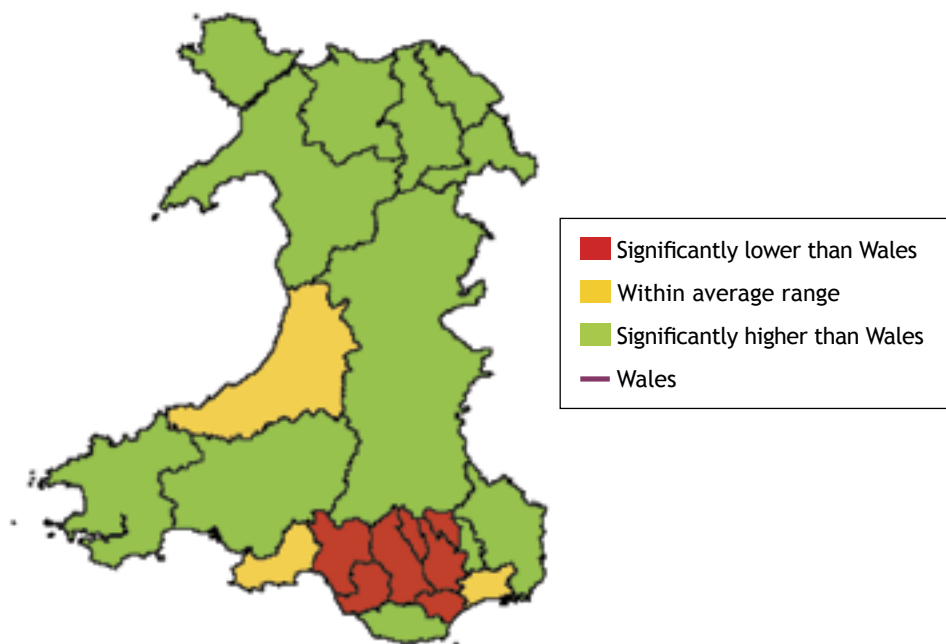 Significantly lower than Wales
Within average range
Significantly higher than Wales
Wales